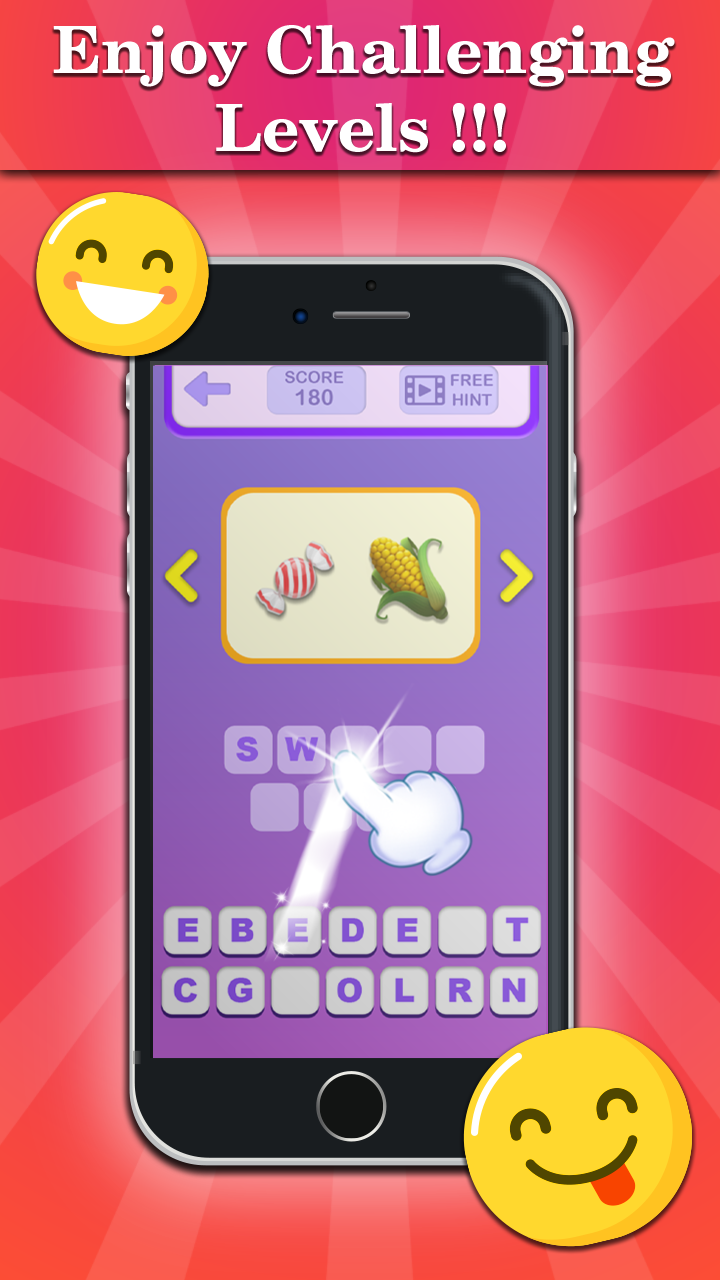 Enjoy Challenging
Levels !!!
SCORE
180
FREE
HINT
S W
E B E D E T
C G O L R N